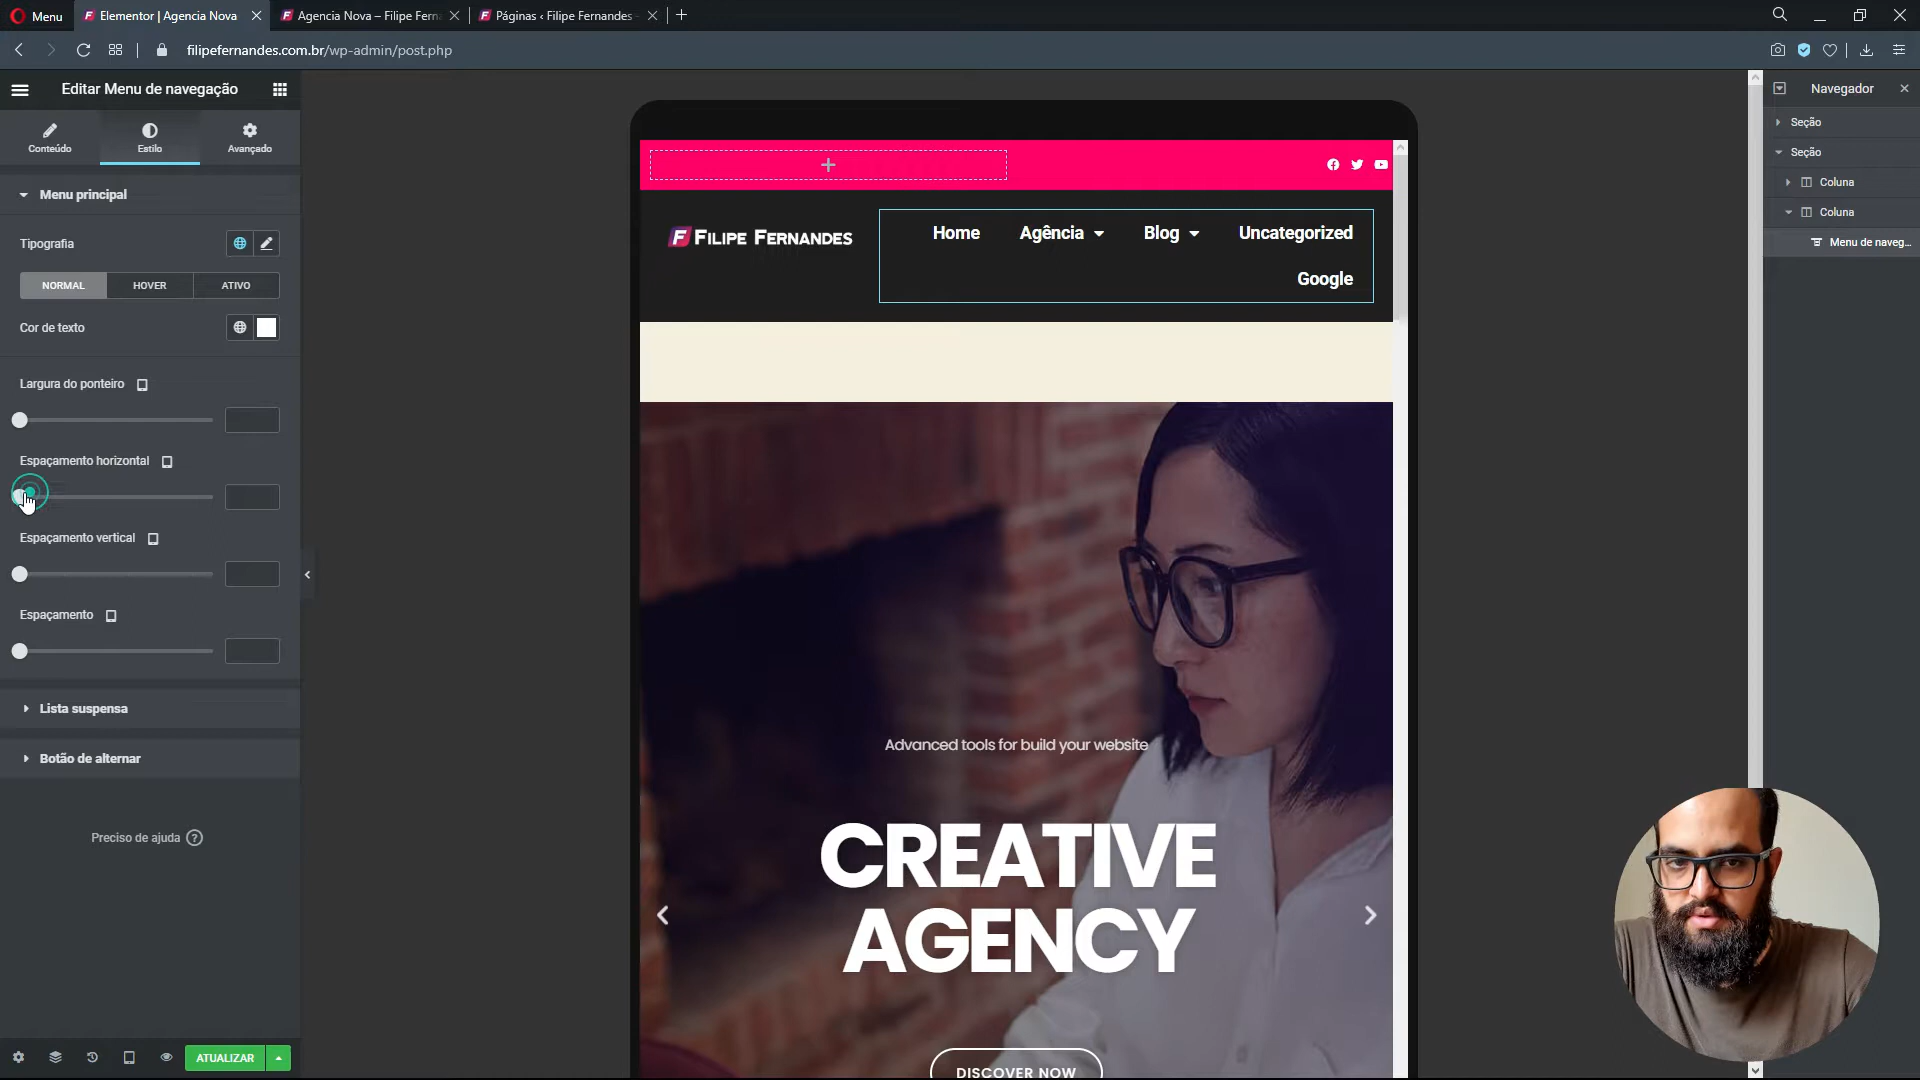 Menu
Elementor | Agencia Nova
Agencia Nova – Filipe Fern
Páginas ‹ Filipe Fernandes
filipefernandes.com.br/wp-admin/post.php
Editar Menu de navegação
Conteúdo
Estilo
Avançado
Menu principal
Tipografia
NORMAL
HOVER
ATIVO
Cor de texto
Largura do ponteiro
Espaçamento horizontal
Espaçamento vertical
Espaçamento
Lista suspensa
Botão de alternar
Preciso de ajuda
ATUALIZAR
FILIPE FERNANDES
Home
Agência
Blog
Uncategorized
Google
Advanced tools for build your website
CREATIVE
AGENCY
DISCOVER NOW
Navegador
Seção
Seção
Coluna
Coluna
Menu de naveg...